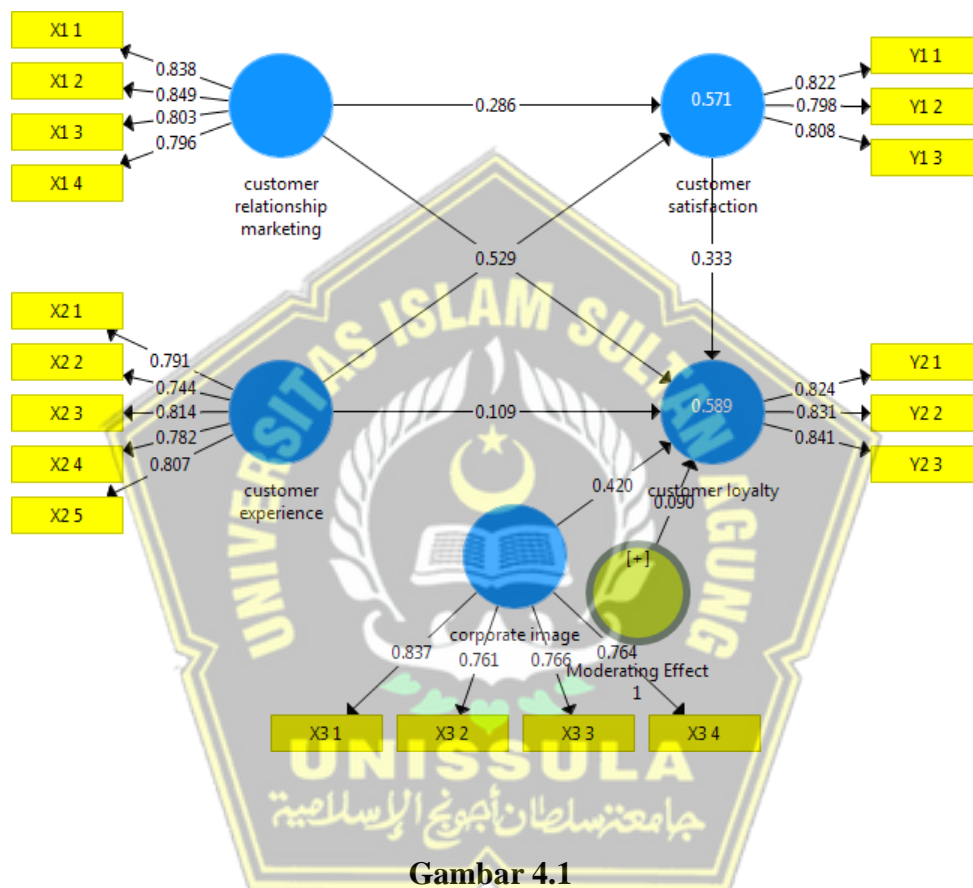 X1 1
X1 2
X1 3
X1 4
0.838
0.849
0.803
0.796
customer
relationship
marketing
0.286
0.571
customer
satisfaction
0.822
0.798
0.808
Y1 1
Y1 2
Y1 3
0.529
0.333
X2 1
X2 2
X2 3
X2 4
X2 5
0.791
0.744
0.814
0.782
0.807
customer
experience
0.109
0.589
customer loyalty
0.824
0.831
0.841
Y2 1
Y2 2
Y2 3
0.420
0.090
[+]
Moderating Effect
1
corporate image
0.837
0.761
0.766
0.764
X3 1
X3 2
X3 3
X3 4
UNIVERSITAS ISLAM SULTAN AGUNG
UNISSULA
جامعتنسلطان أجونج الإسلامية
Gambar 4.1